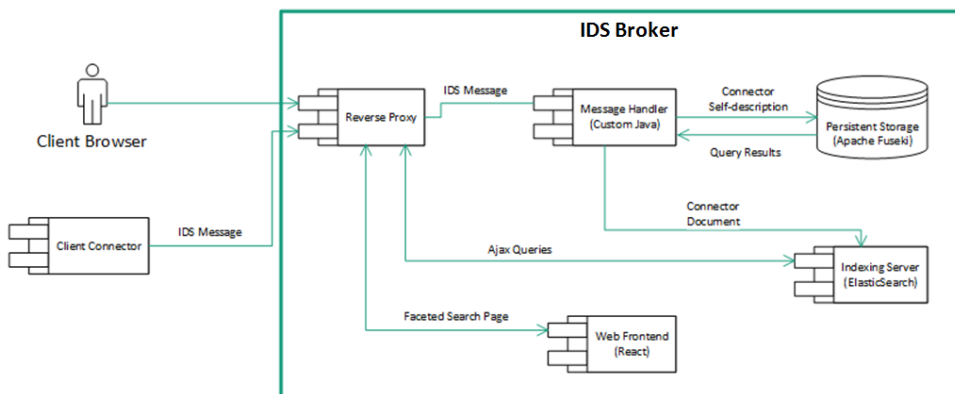 IDS Broker
Client Browser
Reverse Proxy
IDS Message
Message Handler
(Custom Java)
Connector
Self-description
Query Results
Persistent Storage
(Apache Fuseki)
Client Connector
IDS Message
Connector
Document
Ajax Queries
Indexing Server
(ElasticSearch)
Faceted Search Page
Web Frontend
(React)